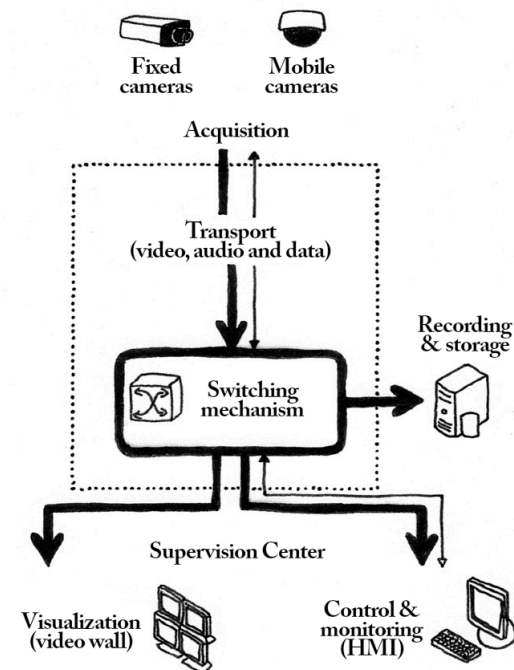 Fixed
cameras
Mobile
cameras
Acquisition
Transport
(video, audio and data)
Recording
& storage
Switching
mechanism
Supervision Center
Visualization
(video wall)
Control &
monitoring
(HMI)